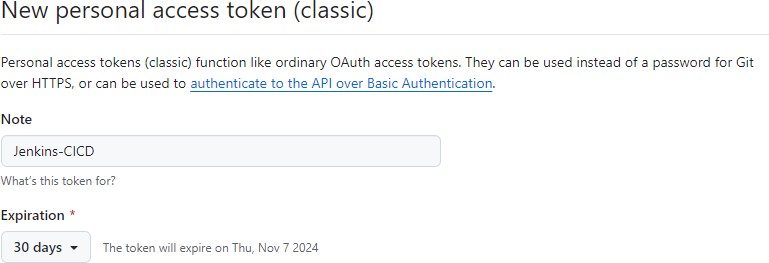 New personal access token (classic)
Personal access tokens (classic) function like ordinary OAuth access tokens. They can be used instead of a password for Git
over HTTPS, or can be used to authenticate to the API over Basic Authentication.
Note
Jenkins-CICD
What's this token for?
Expiration *
30 days The token will expire on Thu, Nov 7 2024